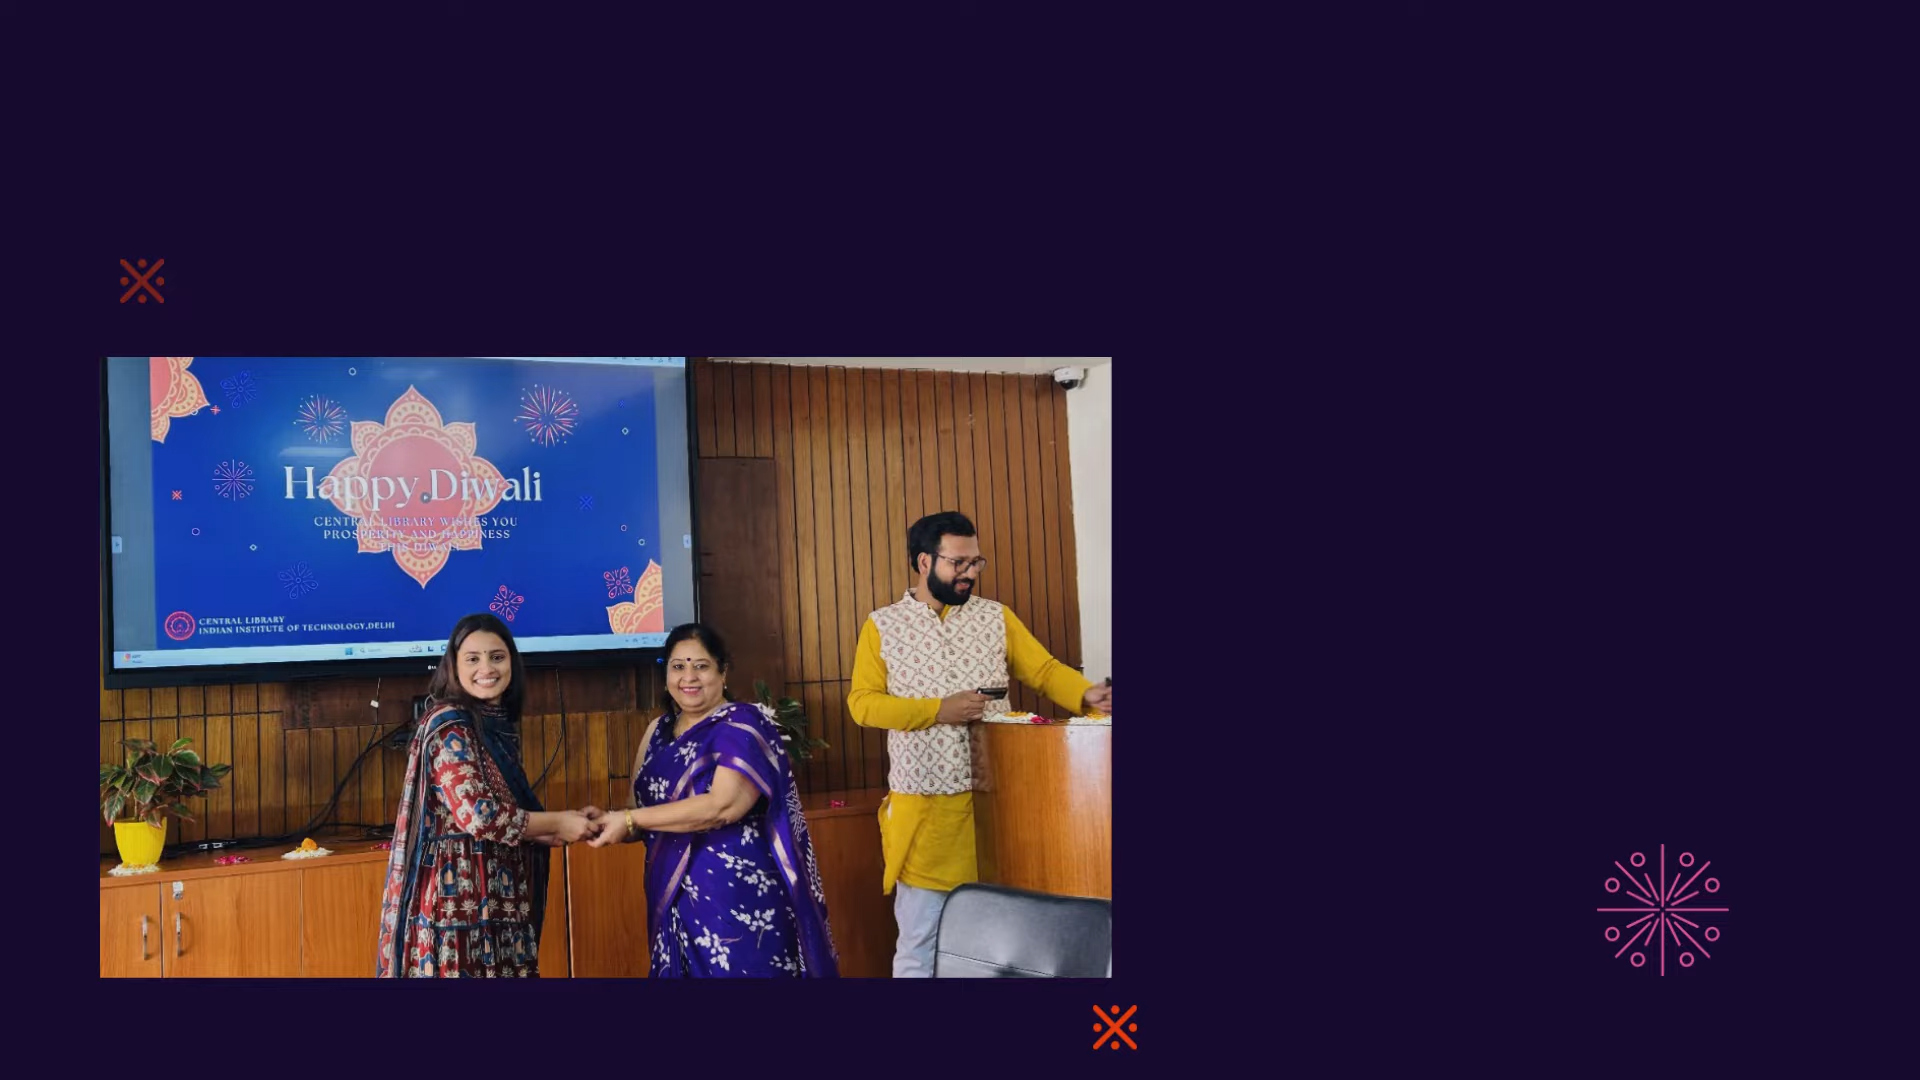 Happy Diwali
CENTRAL LIBRARY WISHES YOU
PROSPERITY AND HAPPINESS
THIS DIWALI
CENTRAL LIBRARY
INDIAN INSTITUTE OF TECHNOLOGY,DELHI